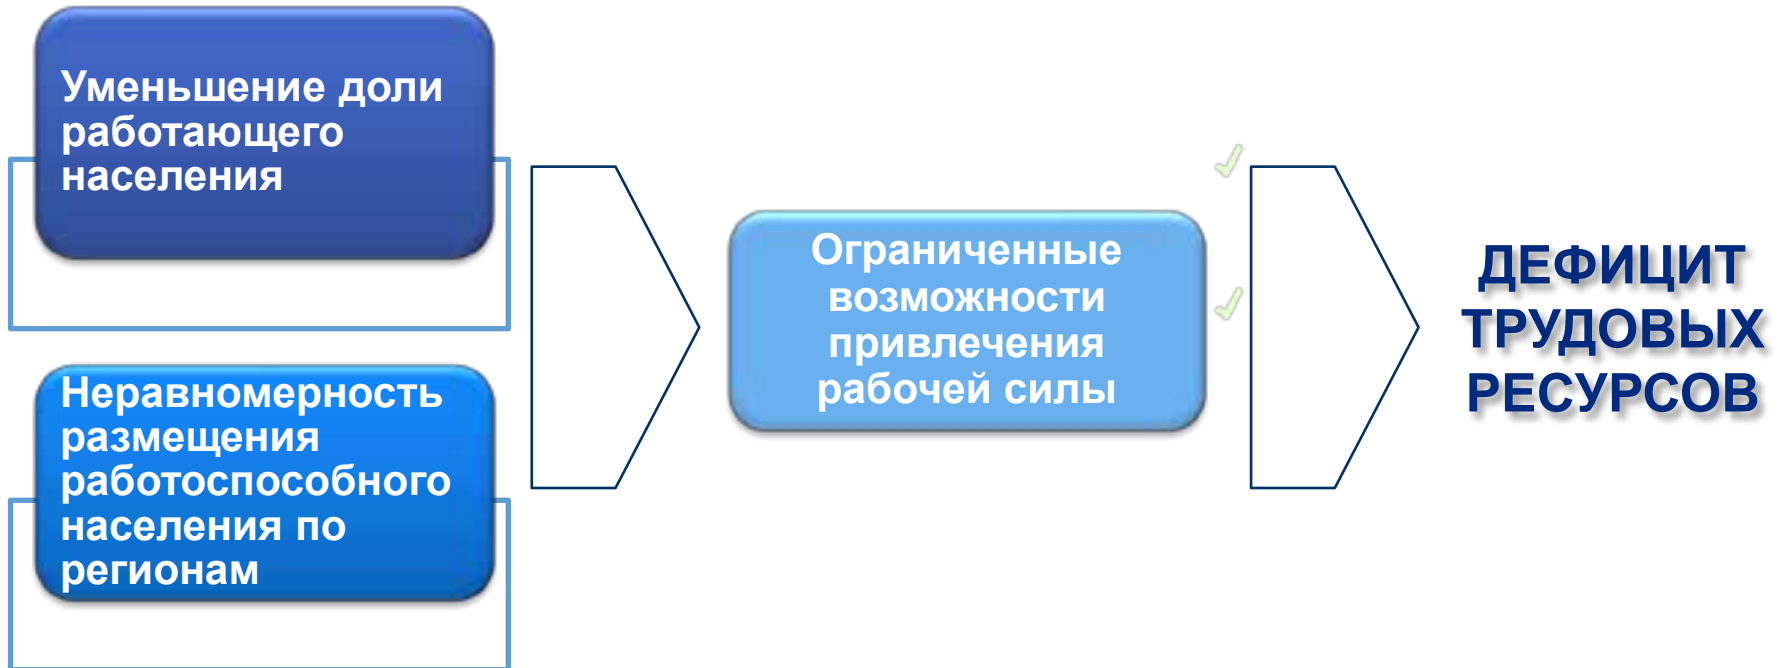 Уменьшение доли
работающего
населения
Неравномерность
размещения
работоспособного
населения по
регионам
Ограниченные
возможности
привлечения
рабочей силы
ДЕФИЦИТ
ТРУДОВЫХ
РЕСУРСОВ